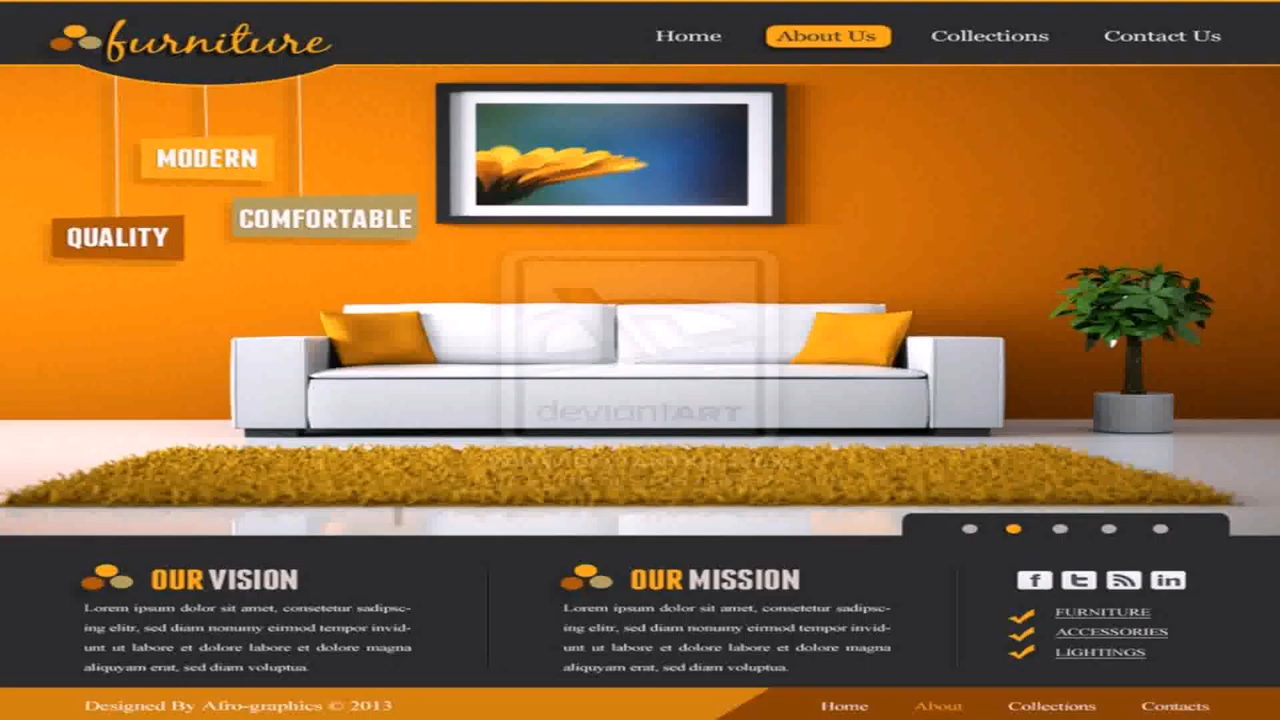 furniture
Home About Us Collections Contact Us
MODERN
COMFORTABLE
QUALITY
deviantART
OUR VISION
Lorem ipsum dolor sit amet, consetetur sadipsc-
ing elitr, sed diam nonumy eirmod tempor invid-
unt ut labore et dolore labore et dolore magna
aliquyam erat, sed diam voluptua.
OUR MISSION
Lorem ipsum dolor sit amet, consetetur sadipsc-
ing elitr, sed diam nonumy eirmod tempor invid-
unt ut labore et dolore labore et dolore magna
aliquyam erat, sed diam voluptua.
f t in
FURNITURE
ACCESSORIES
LIGHTINGS
Designed By Afro-graphics © 2013
Home About Collections Contacts